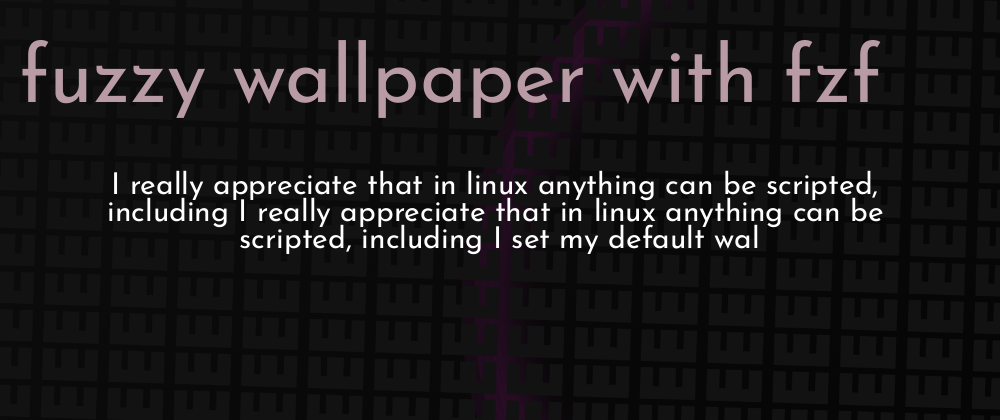 fuzzy wallpaper with fzf
I really appreciate that in linux anything can be scripted,
including I really appreciate that in linux anything can be
scripted, including I set my default wal